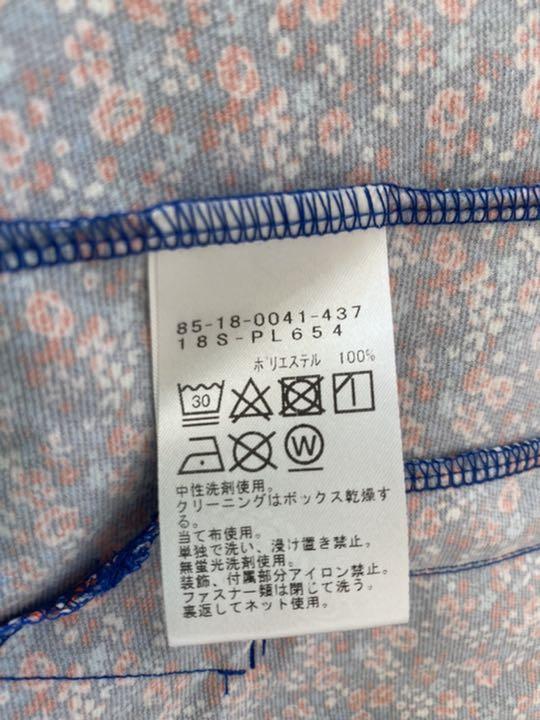 85-18-0041-437
18S-PL654
ポリエステル 100%
30
W
中性洗剤使用。
クリーニングはボックス乾燥す
る。
当て布使用。
単独で洗い、浸け置き禁止。
無蛍光洗剤使用。
装飾、付属部分アイロン禁止。
ファスナー類は閉じて洗う。
裏返してネット使用。